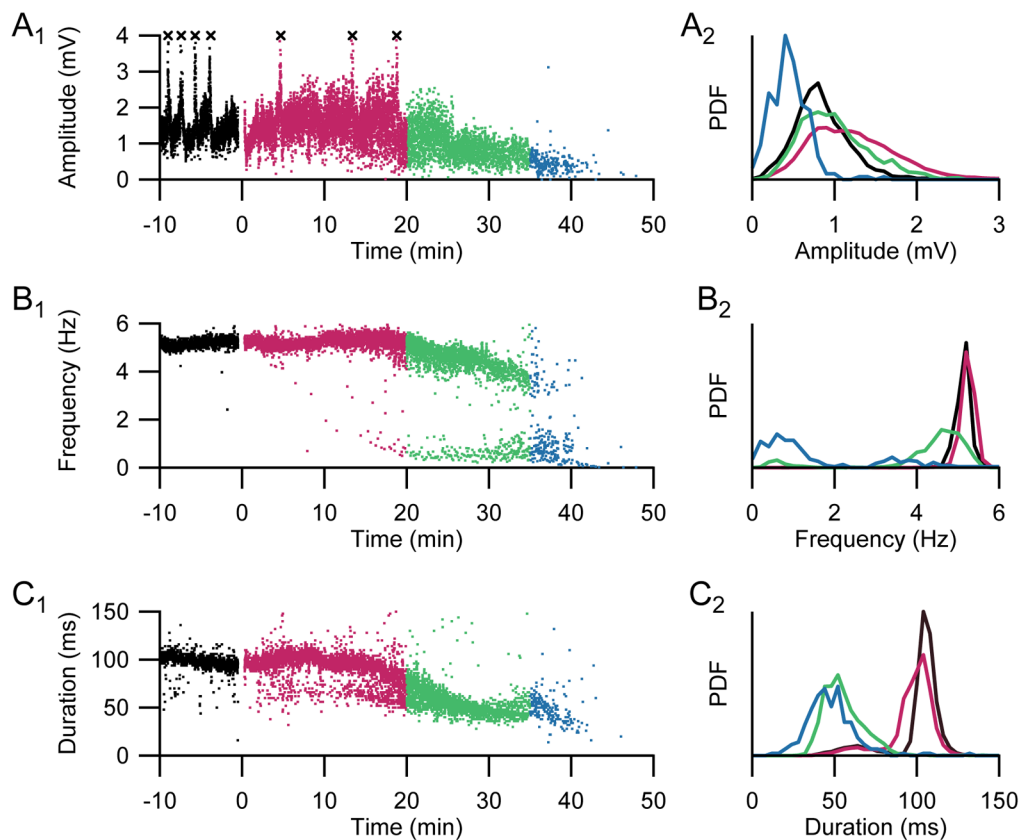 A1
Amplitude (mV)
4
3
2
1
0
-10 0 10 20 30 40 50
Time (min)
A2
PDF
0 1 2 3
Amplitude (mV)
B1
Frequency (Hz)
6
4
2
0
-10 0 10 20 30 40 50
Time (min)
B2
PDF
0 2 4 6
Frequency (Hz)
C1
Duration (ms)
150
100
50
0
-10 0 10 20 30 40 50
Time (min)
C2
PDF
0 50 100 150
Duration (ms)